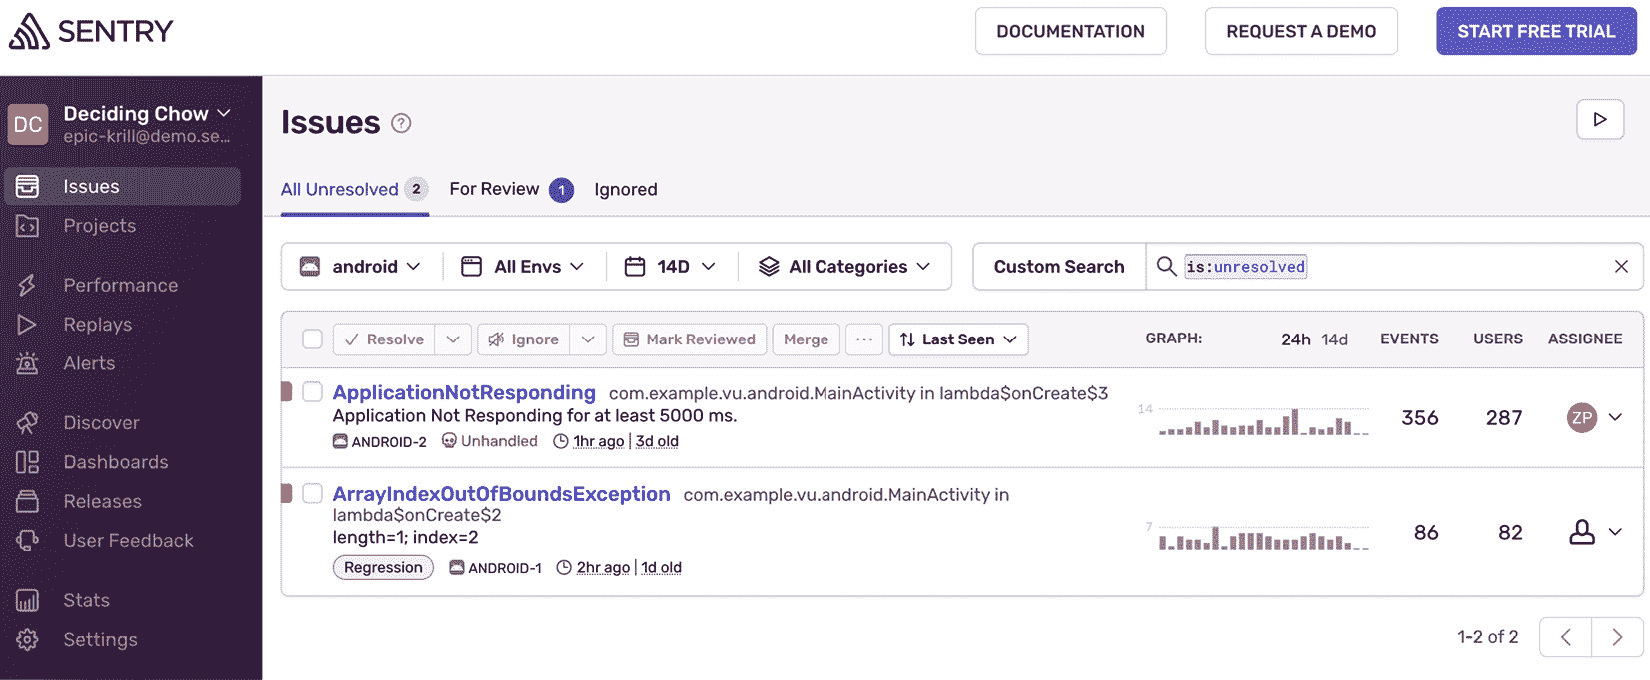 SENTRY
DOCUMENTATION
REQUEST A DEMO
START FREE TRIAL
DC
Deciding Chow
epic-krill@demo.se...
Issues
Projects
Performance
Replays
Alerts
Discover
Dashboards
Releases
User Feedback
Stats
Settings
Issues ?
All Unresolved 2
For Review 1
Ignored
android
All Envs
14D
All Categories
Custom Search
is:unresolved
Resolve
Ignore
Mark Reviewed
Merge
...
Last Seen
GRAPH: 24h 14d
EVENTS
USERS
ASSIGNEE
ApplicationNotResponding com.example.vu.android.MainActivity in lambda$onCreate$3
Application Not Responding for at least 5000 ms.
ANDROID-2 Unhandled 1hr ago | 3d old
14
356
287
ZP
ArrayIndexOutOfBoundsException com.example.vu.android.MainActivity in
lambda$onCreate$2
length=1; index=2
Regression ANDROID-1 2hr ago | 1d old
7
86
82
1-2 of 2